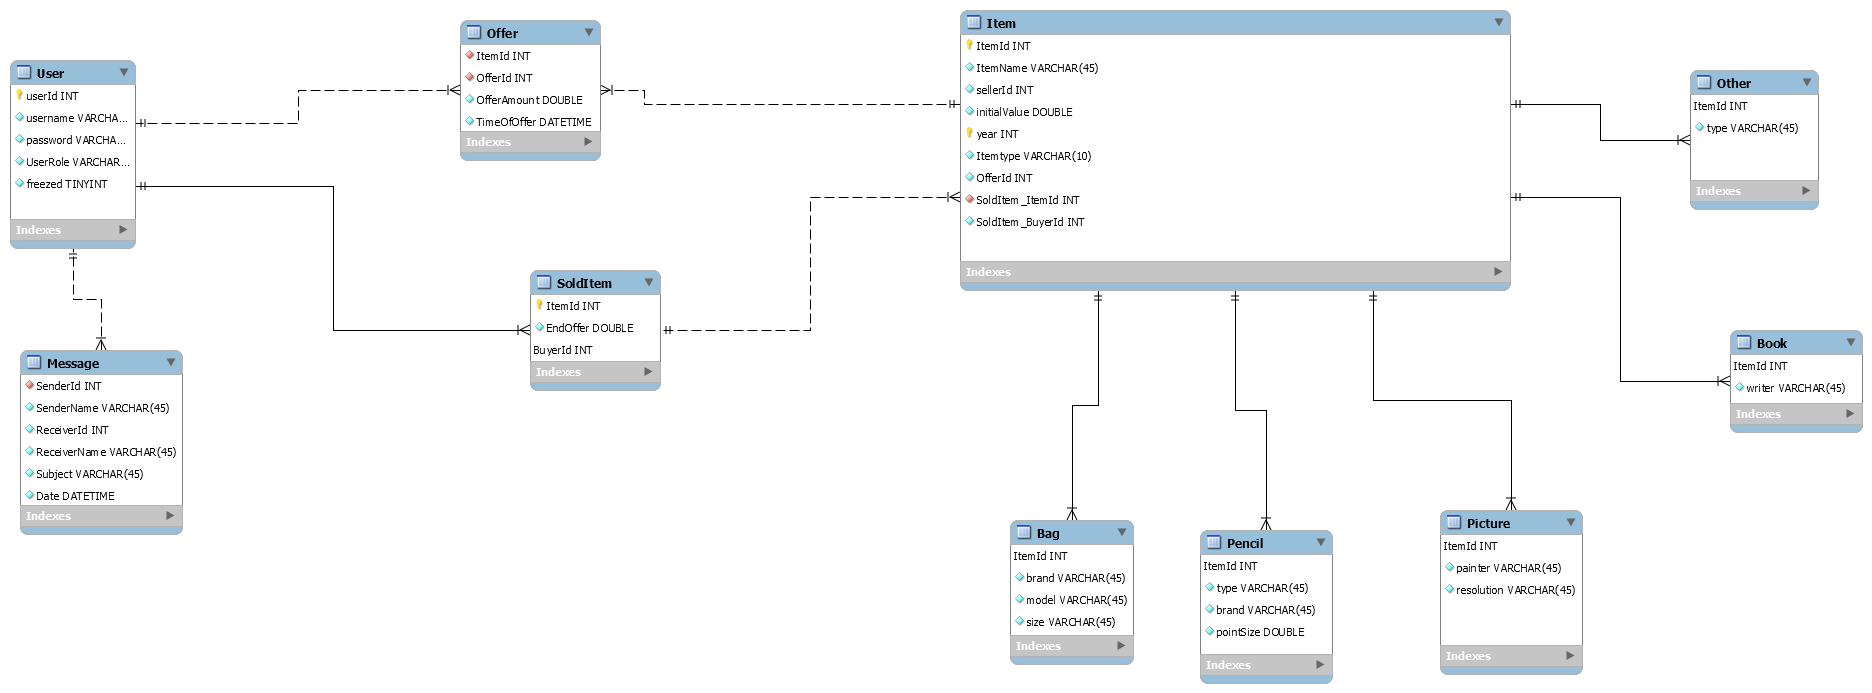 User
userId INT
username VARCHA...
password VARCHA...
UserRole VARCHAR...
freezed TINYINT
Indexes
Offer
ItemId INT
OfferId INT
OfferAmount DOUBLE
TimeOfOffer DATETIME
Indexes
Item
ItemId INT
ItemName VARCHAR(45)
sellerId INT
initialValue DOUBLE
year INT
Itemtype VARCHAR(10)
OfferId INT
SoldItem_ItemId INT
SoldItem_BuyerId INT
Indexes
Other
ItemId INT
type VARCHAR(45)
Indexes
SoldItem
ItemId INT
EndOffer DOUBLE
BuyerId INT
Indexes
Message
SenderId INT
SenderName VARCHAR(45)
ReceiverId INT
ReceiverName VARCHAR(45)
Subject VARCHAR(45)
Date DATETIME
Indexes
Book
ItemId INT
writer VARCHAR(45)
Indexes
Bag
ItemId INT
brand VARCHAR(45)
model VARCHAR(45)
size VARCHAR(45)
Indexes
Pencil
ItemId INT
type VARCHAR(45)
brand VARCHAR(45)
pointSize DOUBLE
Indexes
Picture
ItemId INT
painter VARCHAR(45)
resolution VARCHAR(45)
Indexes